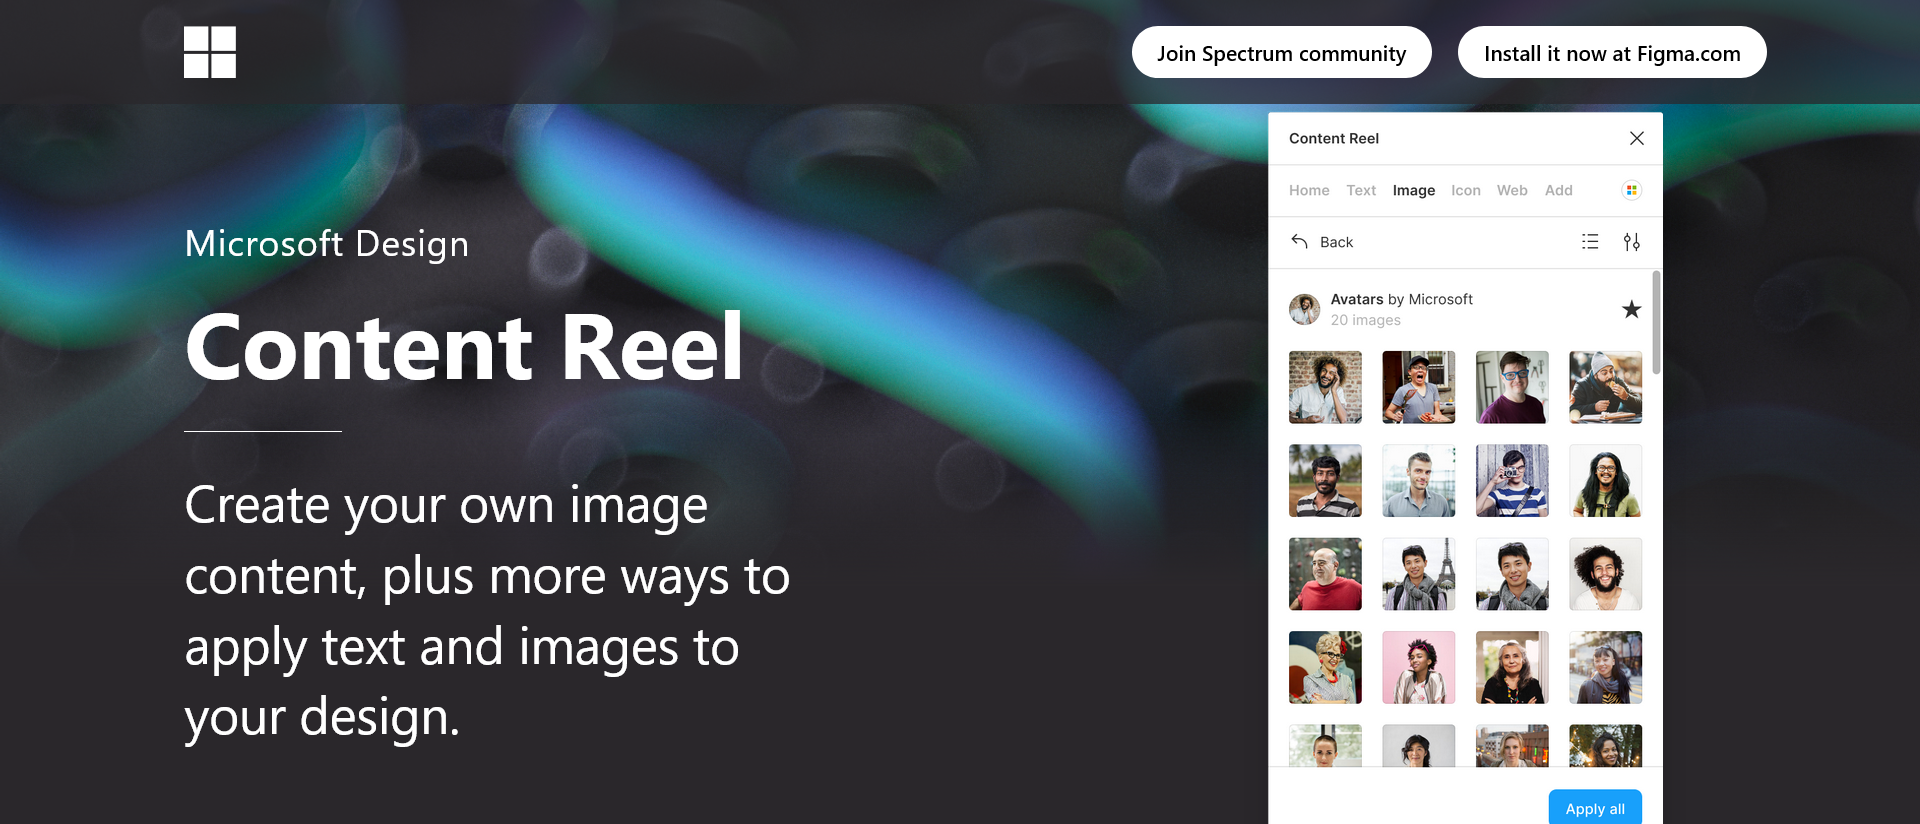 Join Spectrum community
Install it now at Figma.com
Microsoft Design
Content Reel
Create your own image
content, plus more ways to
apply text and images to
your design.
Content Reel
Home Text Image Icon Web Add
Back
Avatars by Microsoft
20 images
Apply all